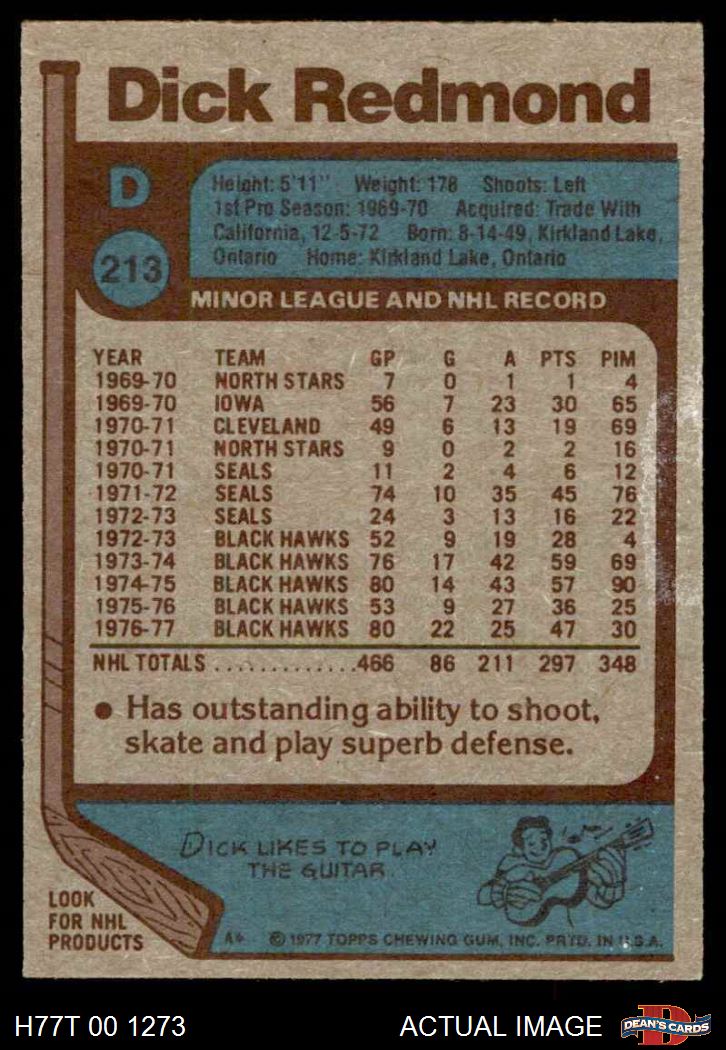 Dick Redmond
D
213
Height: 5'11" Weight: 178 Shoots: Left
1st Pro Season: 1969-70 Acquired: Trade With
California, 12-5-72 Born: 8-14-49, Kirkland Lake,
Ontario Home: Kirkland Lake, Ontario
MINOR LEAGUE AND NHL RECORD
YEAR TEAM GP G A PTS PIM
1969-70 NORTH STARS 7 0 1 1 4
1969-70 IOWA 56 7 23 30 65
1970-71 CLEVELAND 49 6 13 19 69
1970-71 NORTH STARS 9 0 2 2 16
1970-71 SEALS 11 2 4 6 12
1971-72 SEALS 74 10 35 45 76
1972-73 SEALS 24 3 13 16 22
1972-73 BLACK HAWKS 52 9 19 28 4
1973-74 BLACK HAWKS 76 17 42 59 69
1974-75 BLACK HAWKS 80 14 43 57 90
1975-76 BLACK HAWKS 53 9 27 36 25
1976-77 BLACK HAWKS 80 22 25 47 30
NHL TOTALS .............466 86 211 297 348
● Has outstanding ability to shoot,
skate and play superb defense.
DICK LIKES TO PLAY
THE GUITAR.
LOOK
FOR NHL
PRODUCTS
A* © 1977 TOPPS CHEWING GUM, INC. PRTD. IN U.S.A.
H77T 00 1273
ACTUAL IMAGE
D
DEAN'S CARDS